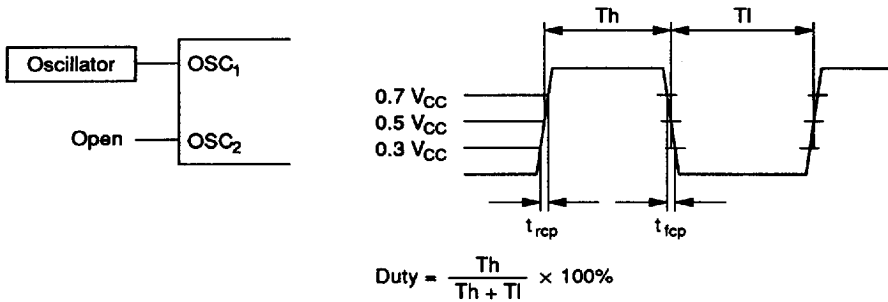 Oscillator
OSC1
Open
OSC2
Th
Tl
0.7 VCC
0.5 VCC
0.3 VCC
trcp
tfcp
Duty = Th / Th + Tl × 100%